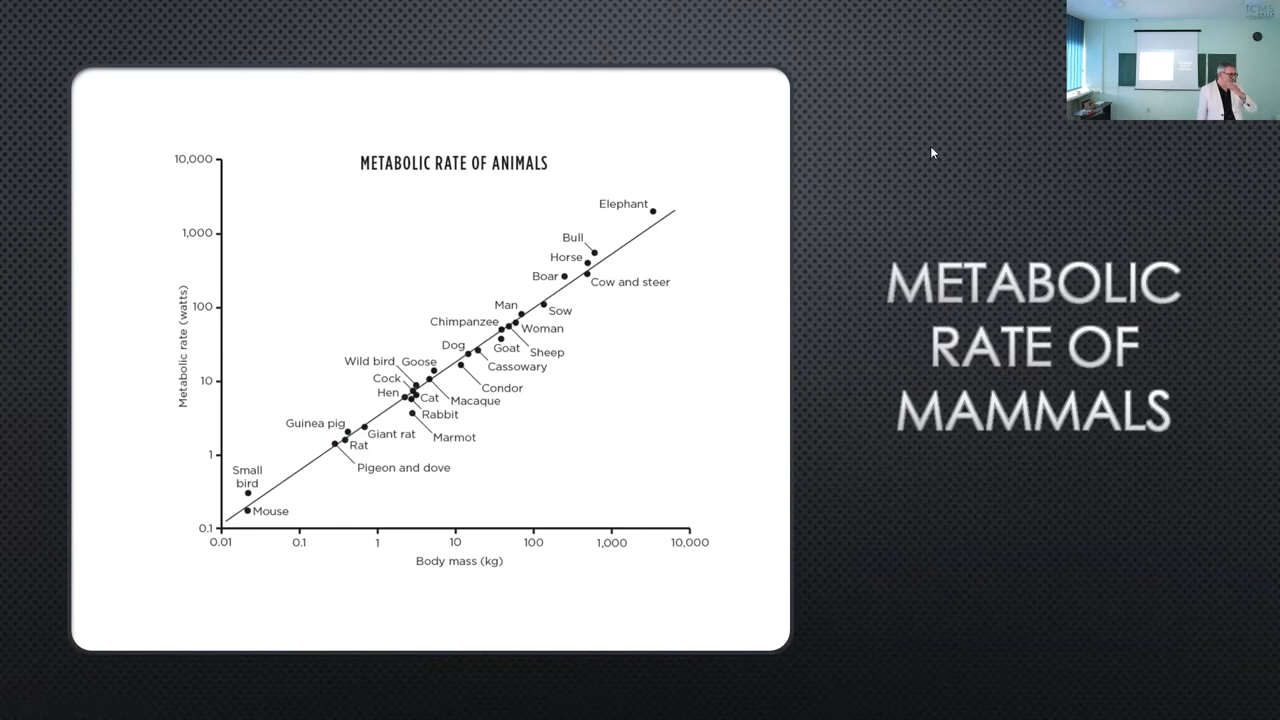 ICMS
METABOLIC RATE OF ANIMALS
10,000
1,000
100
10
1
0.1
Metabolic rate (watts)
Elephant
Bull
Horse
Boar
Cow and steer
Man
Sow
Chimpanzee
Woman
Dog
Goat
Sheep
Wild bird
Goose
Cassowary
Cock
Condor
Hen
Cat
Macaque
Rabbit
Guinea pig
Giant rat
Marmot
Rat
Pigeon and dove
Small
bird
Mouse
0.01
0.1
1
10
100
1,000
10,000
Body mass (kg)
METABOLIC
RATE OF
MAMMALS